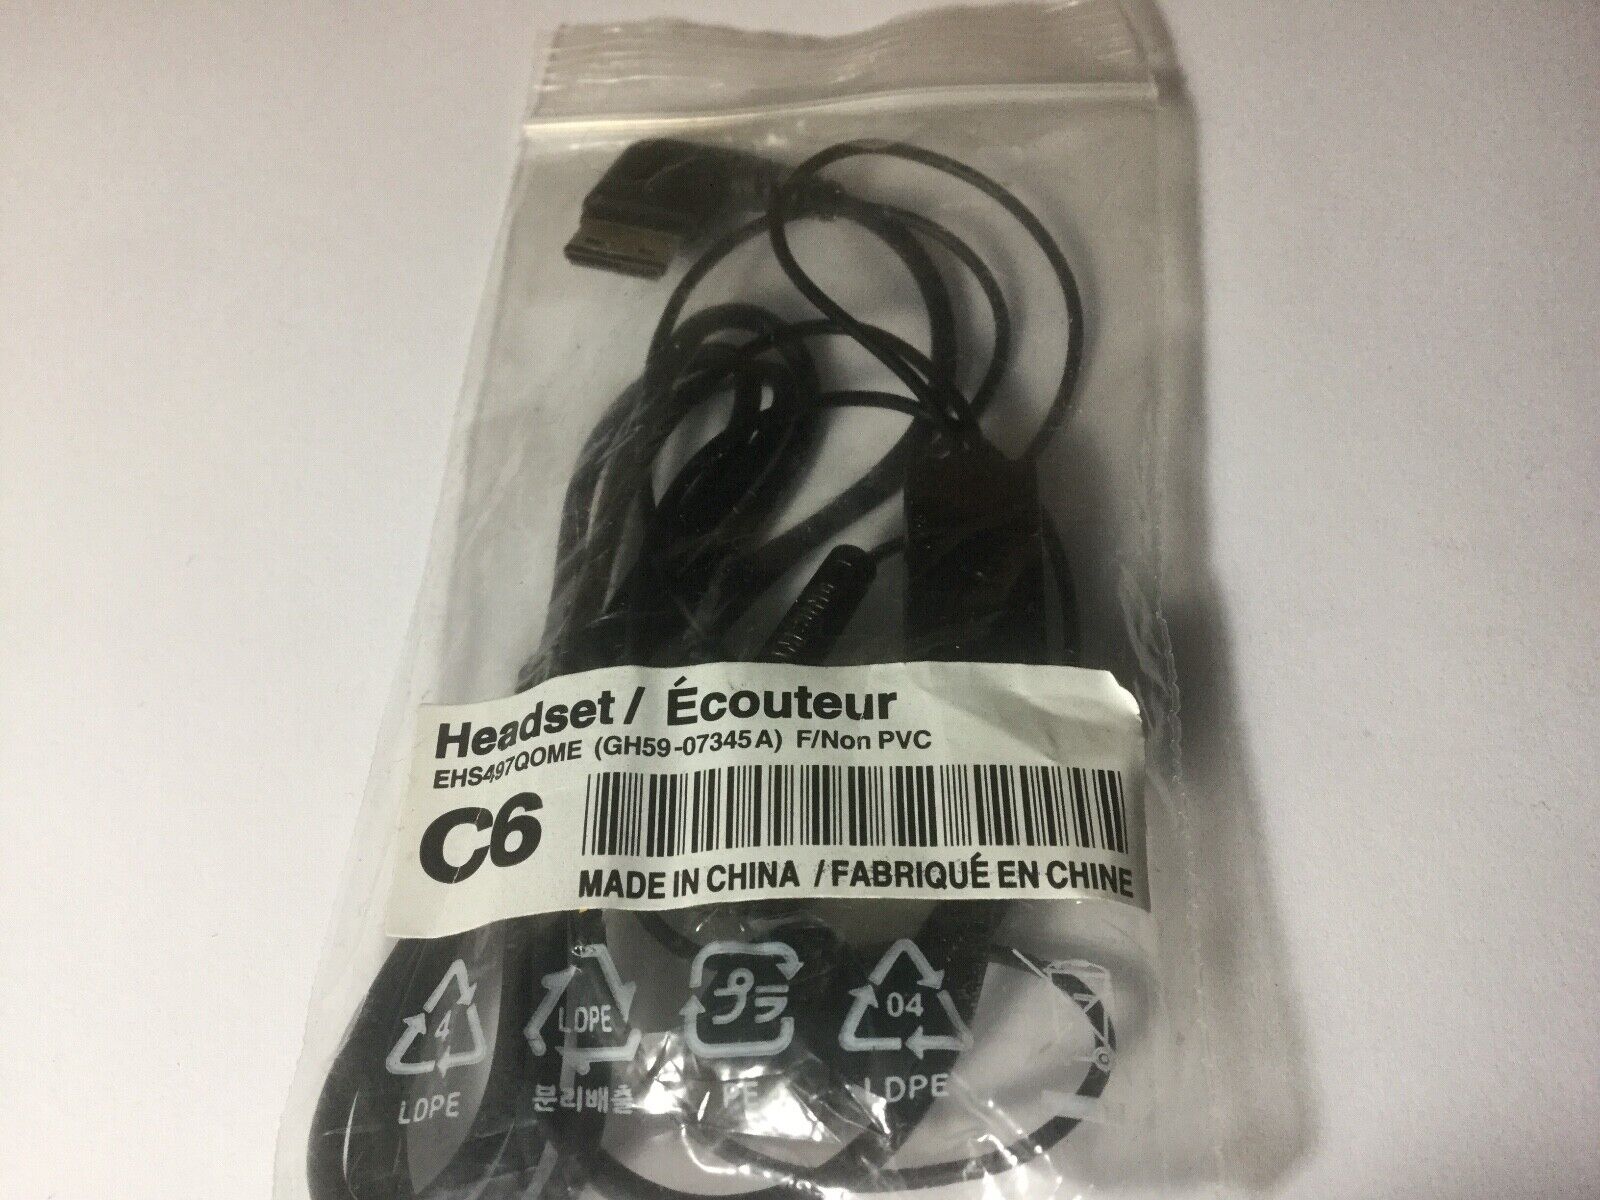 Headset / Écouteur
EHS497QOME (GH59-07345A) F/Non PVC
C6
MADE IN CHINA / FABRIQUÉ EN CHINE
4 LDPE プラ 04
LDPE 분리배출 PE LDPE